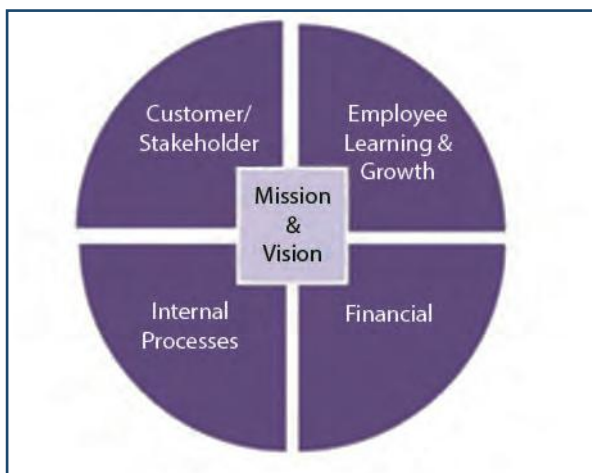 Customer/
Stakeholder
Employee
Learning &
Growth
Mission
&
Vision
Internal
Processes
Financial